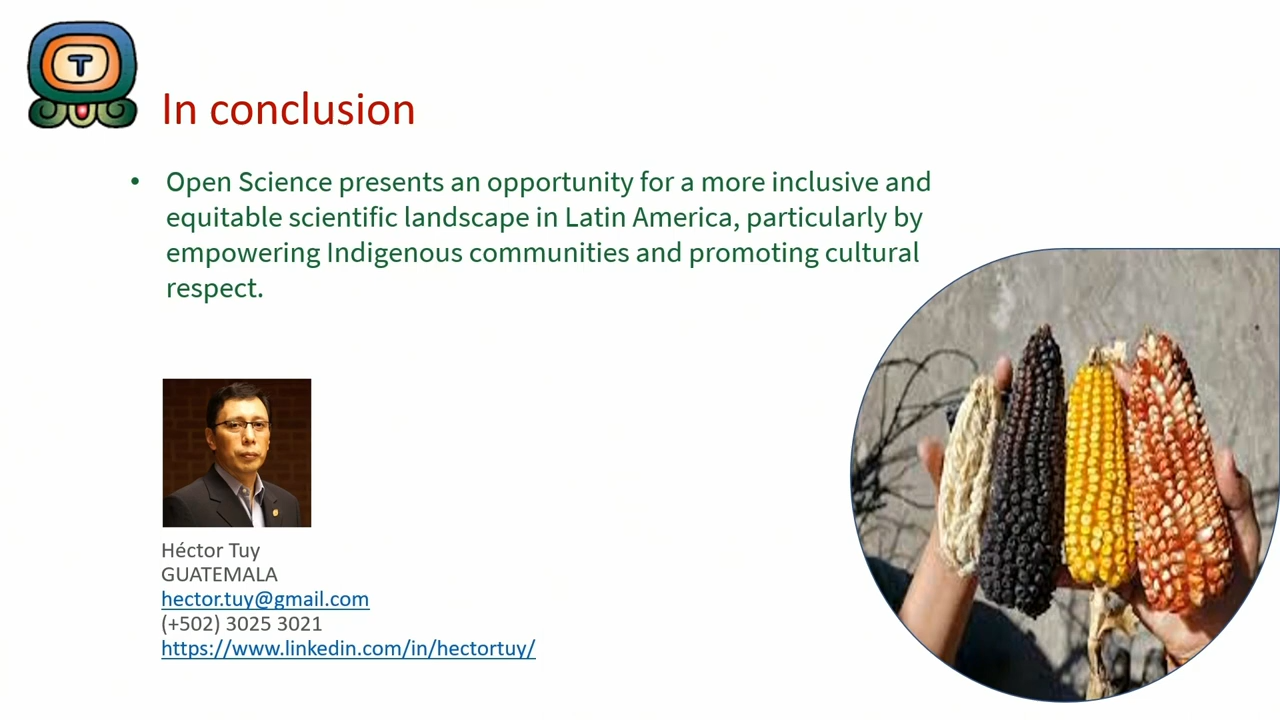 T
In conclusion
• Open Science presents an opportunity for a more inclusive and
equitable scientific landscape in Latin America, particularly by
empowering Indigenous communities and promoting cultural
respect.
Héctor Tuy
GUATEMALA
hector.tuy@gmail.com
(+502) 3025 3021
https://www.linkedin.com/in/hectortuy/